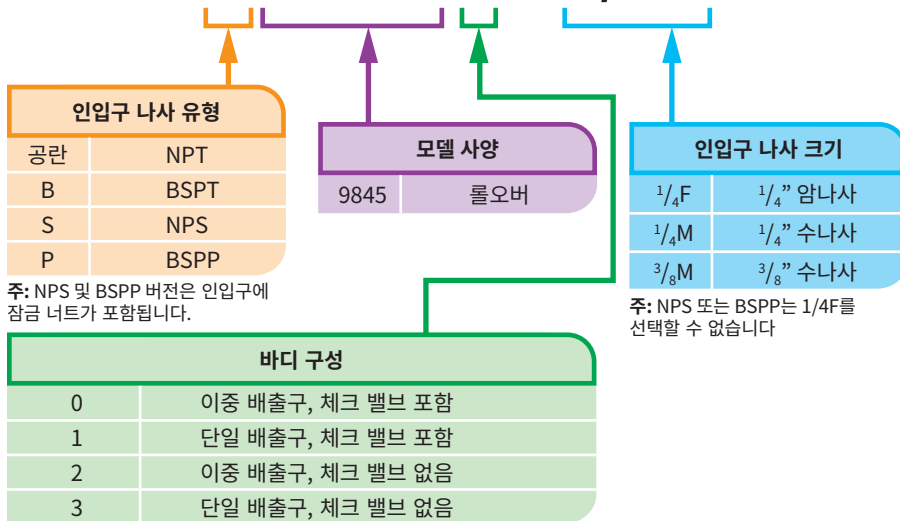 인입구 나사 유형
공란 NPT
B BSPT
S NPS
P BSPP
주: NPS 및 BSPP 버전은 인입구에
잠금 너트가 포함됩니다.
모델 사양
9845 롤오버
인입구 나사 크기
1/4F 1/4” 암나사
1/4M 1/4” 수나사
3/8M 3/8” 수나사
주: NPS 또는 BSPP는 1/4F를
선택할 수 없습니다
바디 구성
0 이중 배출구, 체크 밸브 포함
1 단일 배출구, 체크 밸브 포함
2 이중 배출구, 체크 밸브 없음
3 단일 배출구, 체크 밸브 없음